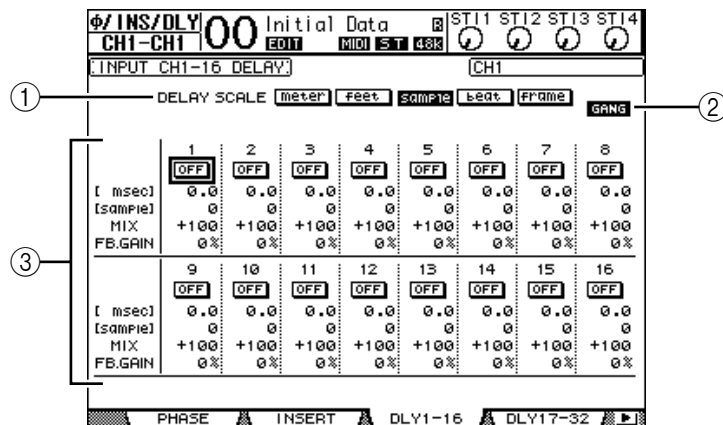 Φ/INS/DLY 00 Initial Data B STI1 STI2 STI3 STI4
CH1-CH1 EDIT MIDI ST 48K
INPUT CH1-16 DELAY CH1
① DELAY SCALE meter feet sample beat frame
GANG ②
③
1 2 3 4 5 6 7 8
OFF OFF OFF OFF OFF OFF OFF OFF
[ msec] 0.0 0.0 0.0 0.0 0.0 0.0 0.0 0.0
[sample] 0 0 0 0 0 0 0 0
MIX +100 +100 +100 +100 +100 +100 +100 +100
FB.GAIN 0% 0% 0% 0% 0% 0% 0% 0%
9 10 11 12 13 14 15 16
OFF OFF OFF OFF OFF OFF OFF OFF
[ msec] 0.0 0.0 0.0 0.0 0.0 0.0 0.0 0.0
[sample] 0 0 0 0 0 0 0 0
MIX +100 +100 +100 +100 +100 +100 +100 +100
FB.GAIN 0% 0% 0% 0% 0% 0% 0% 0%
PHASE INSERT DLY1-16 DLY17-32